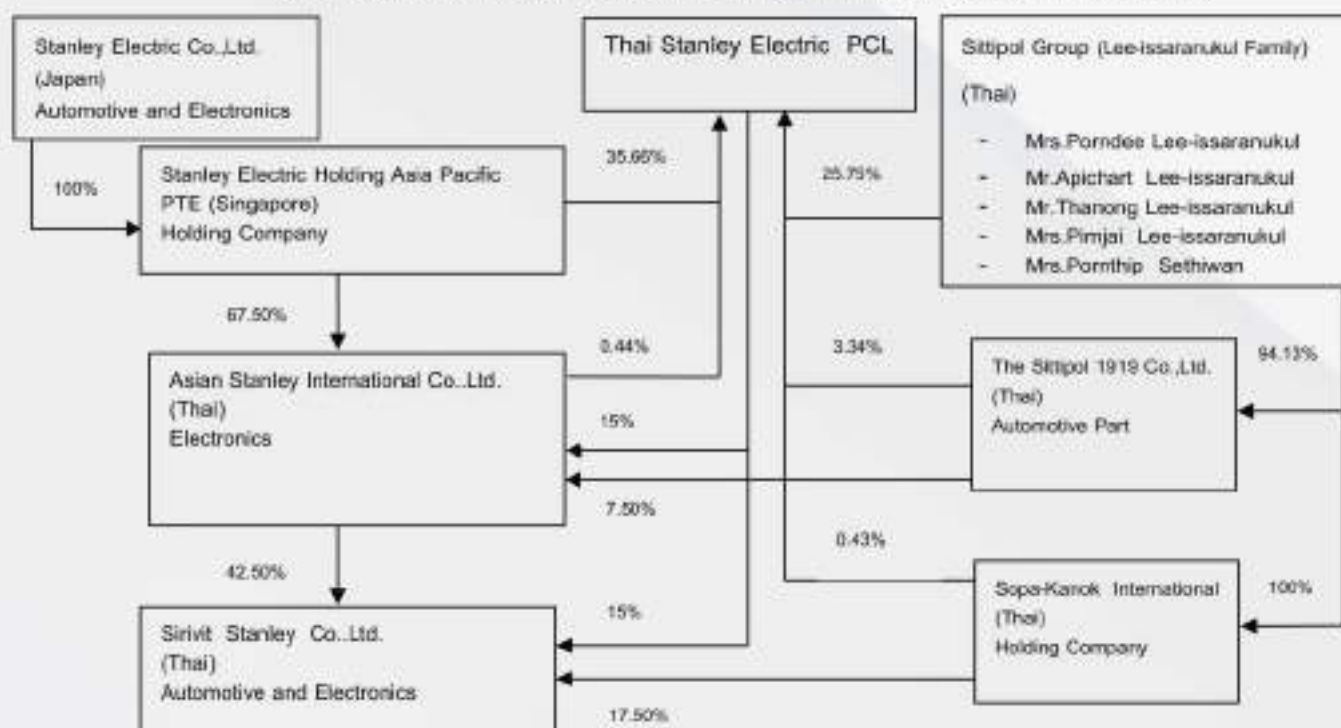 Stanley Electric Co.,Ltd.
(Japan)
Automotive and Electronics
Thai Stanley Electric PCL
Sittipol Group (Lee-issaranukul Family)
(Thai)
- Mrs.Porndee Lee-issaranukul
- Mr.Apichart Lee-issaranukul
- Mr.Thanong Lee-issaranukul
- Mrs.Pimjai Lee-issaranukul
- Mrs.Pornthip Sethiwan
100%
Stanley Electric Holding Asia Pacific
PTE (Singapore)
Holding Company
35.66%
25.75%
67.50%
0.44%
3.34%
94.13%
Asian Stanley International Co..Ltd.
(Thai)
Electronics
The Sittipol 1919 Co.,Ltd.
(Thai)
Automotive Part
15%
7.50%
42.50%
0.43%
100%
Sopa-Kanok International
(Thai)
Holding Company
Sirivit Stanley Co..Ltd.
(Thai)
Automotive and Electronics
15%
17.50%